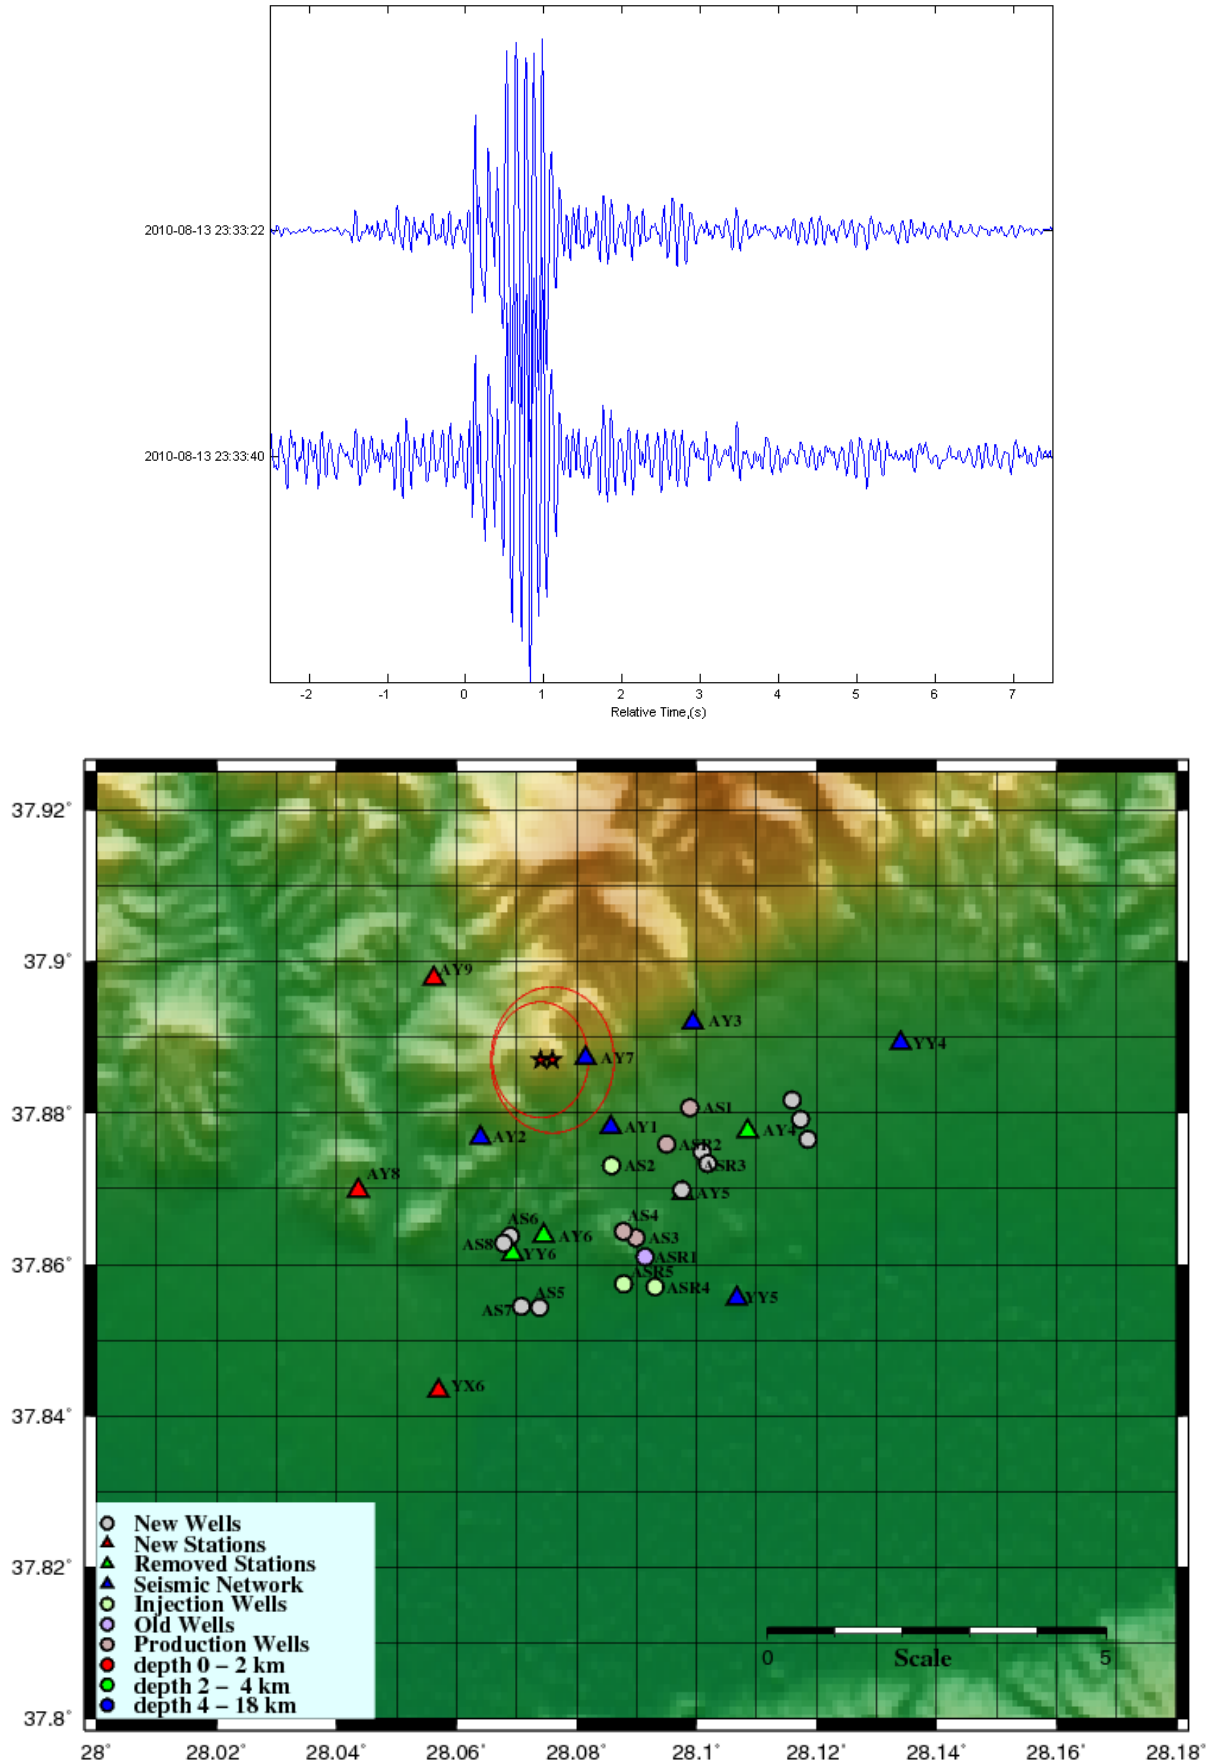 2010-08-13 23:33:22
2010-08-13 23:33:40
-2 -1 0 1 2 3 4 5 6 7
Relative Time,(s)
37.92°
37.9°
37.88°
37.86°
37.84°
37.82°
37.8°
AY9
AY3
YY4
AY7
AS1
AY1
AY4
AY2
ASR2
AS2
ASR3
AY8
AY5
AS6
AS4
AS8
AY6
AS3
YY6
ASR1
ASR5
ASR4
AS5
YY5
AS7
YX6
New Wells
New Stations
Removed Stations
Seismic Network
Injection Wells
Old Wells
Production Wells
depth 0 – 2 km
depth 2 – 4 km
depth 4 – 18 km
0 Scale 5
28° 28.02° 28.04° 28.06° 28.08° 28.1° 28.12° 28.14° 28.16° 28.18°